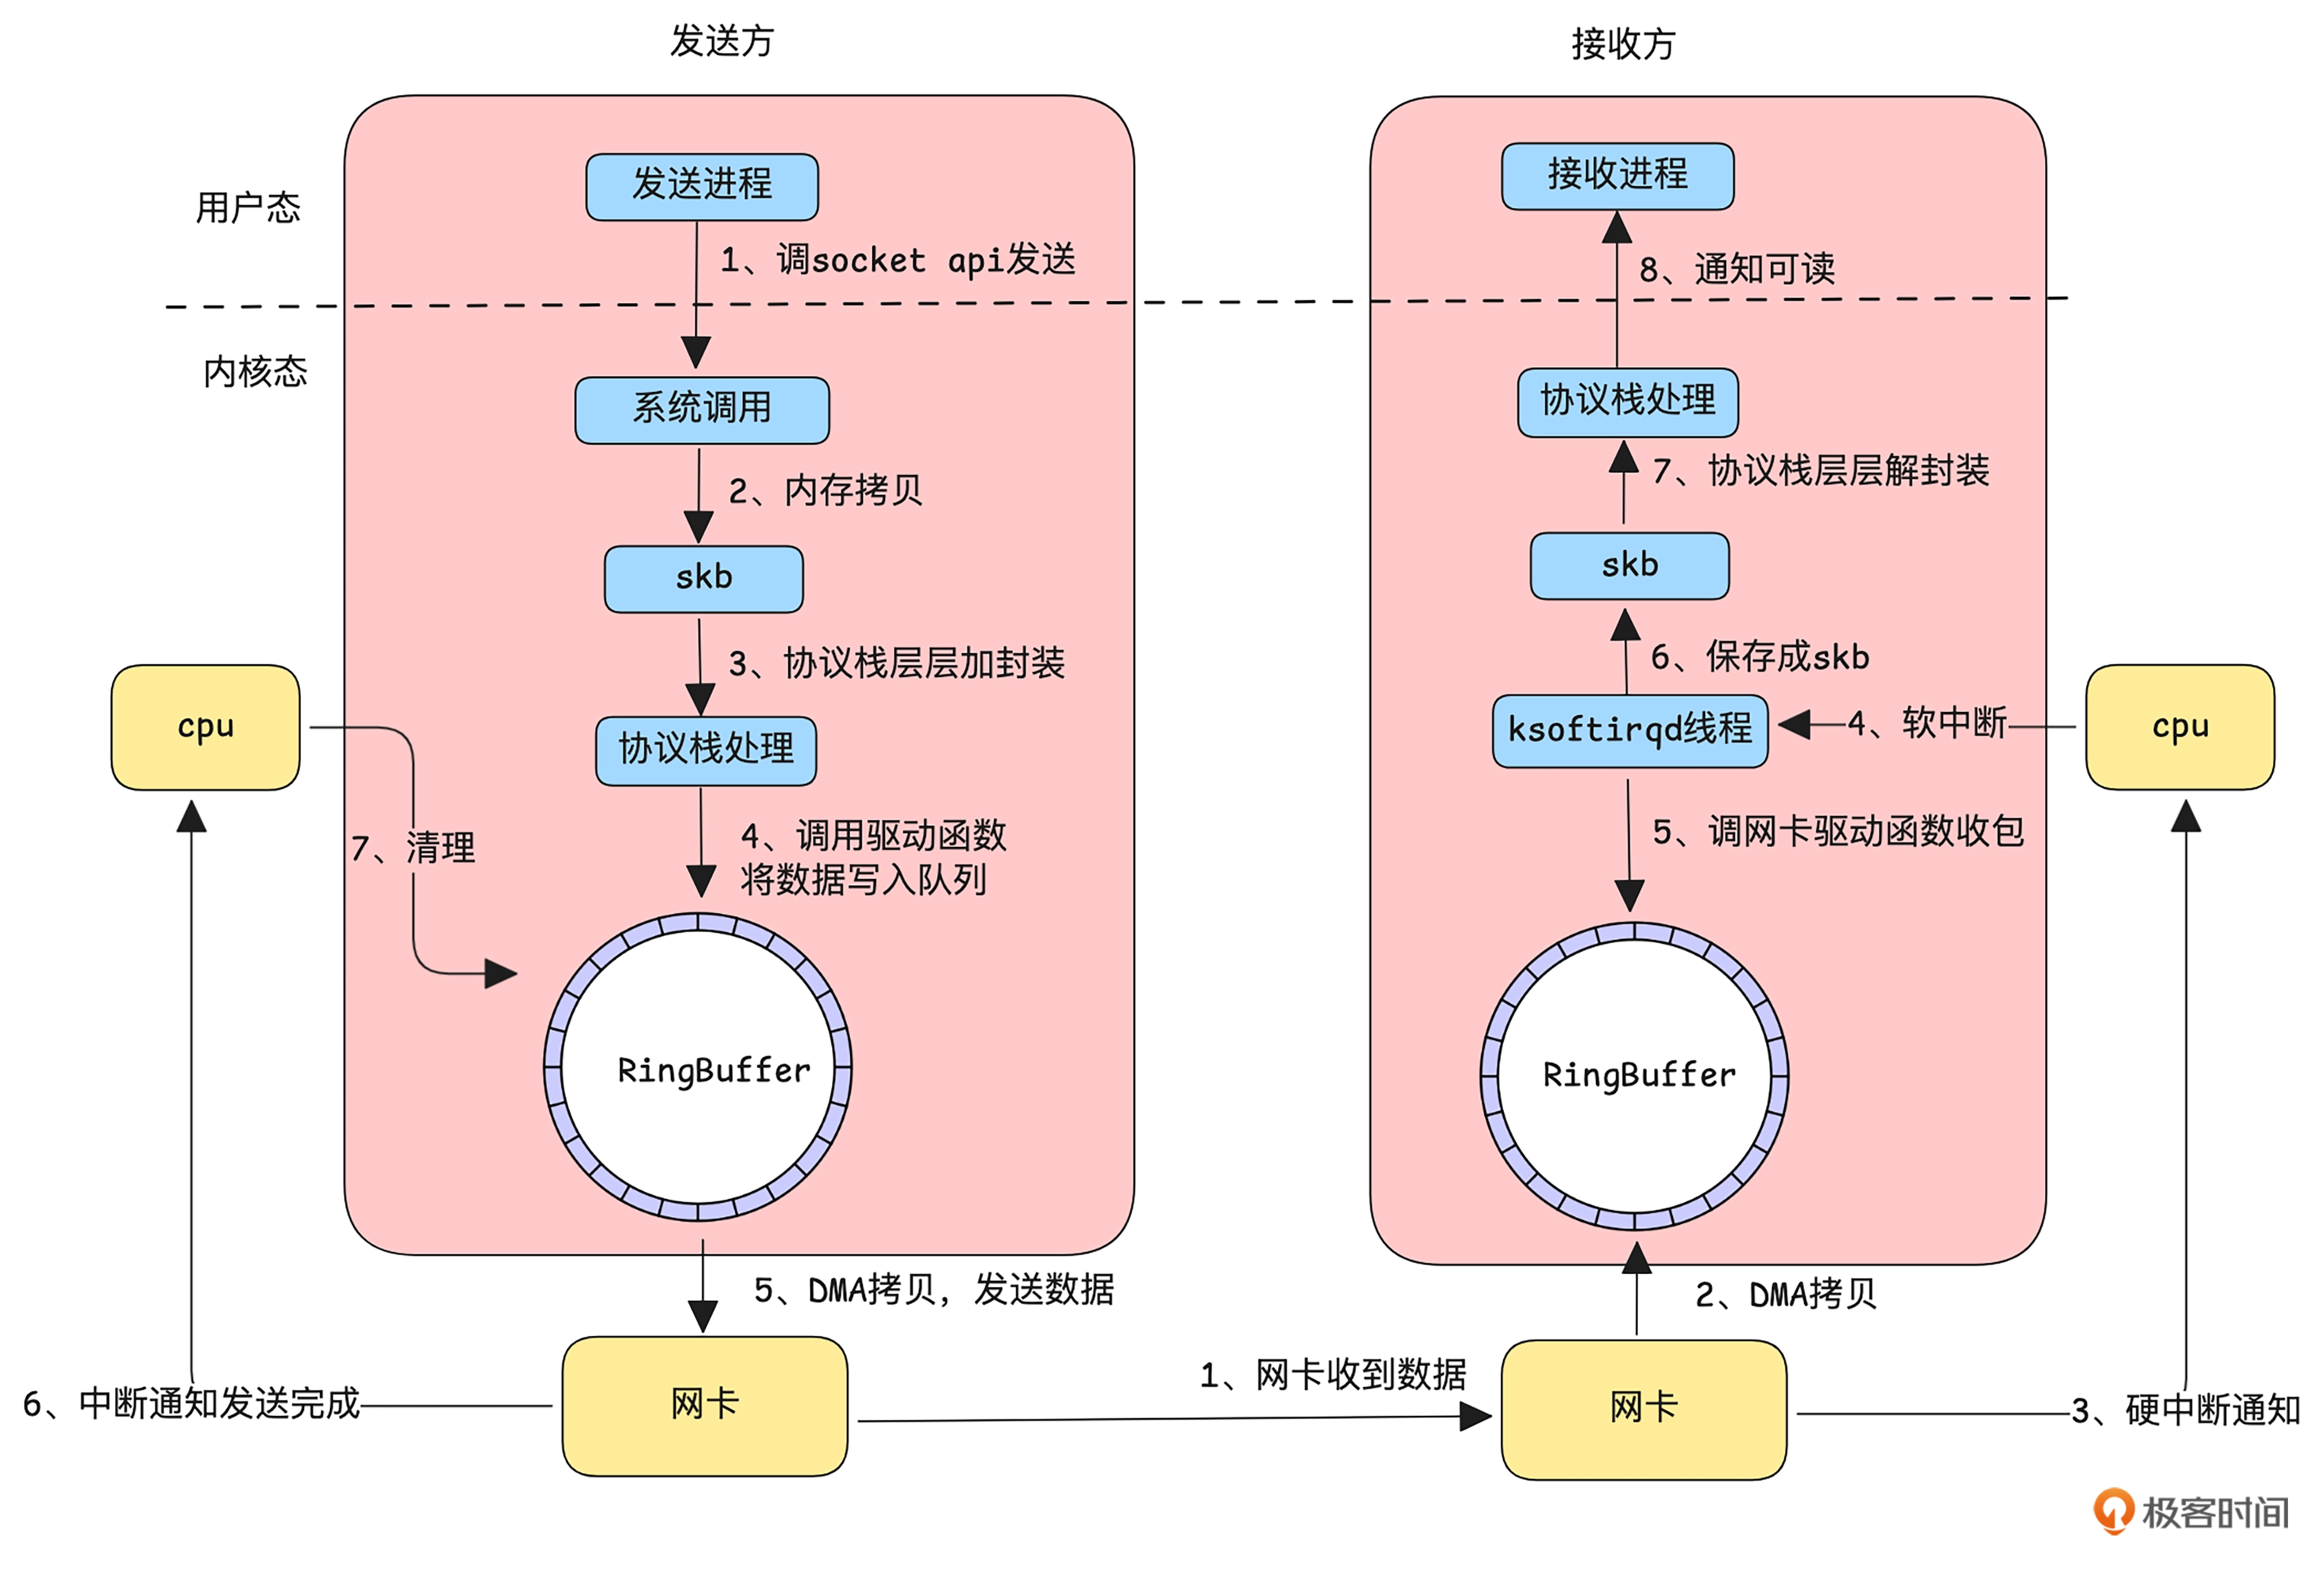 发送方
接收方
用户态
内核态
发送进程
1、调socket api发送
系统调用
2、内存拷贝
skb
3、协议栈层层加封装
协议栈处理
4、调用驱动函数
将数据写入队列
RingBuffer
5、DMA拷贝，发送数据
网卡
6、中断通知发送完成
cpu
7、清理
1、网卡收到数据
网卡
2、DMA拷贝
RingBuffer
3、硬中断通知
cpu
4、软中断
ksoftirqd线程
5、调网卡驱动函数收包
6、保存成skb
skb
7、协议栈层层解封装
协议栈处理
8、通知可读
接收进程
极客时间